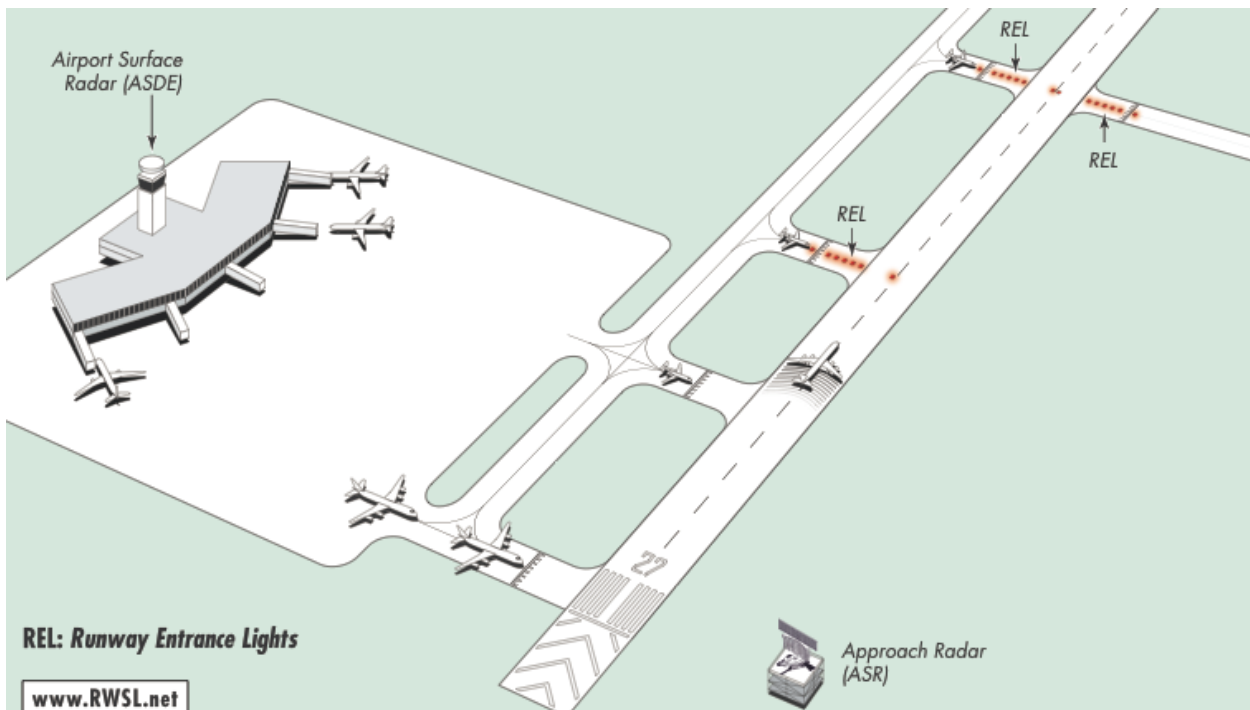 Airport Surface
Radar (ASDE)
REL
REL
REL
27
REL: Runway Entrance Lights
www.RWSL.net
Approach Radar
(ASR)